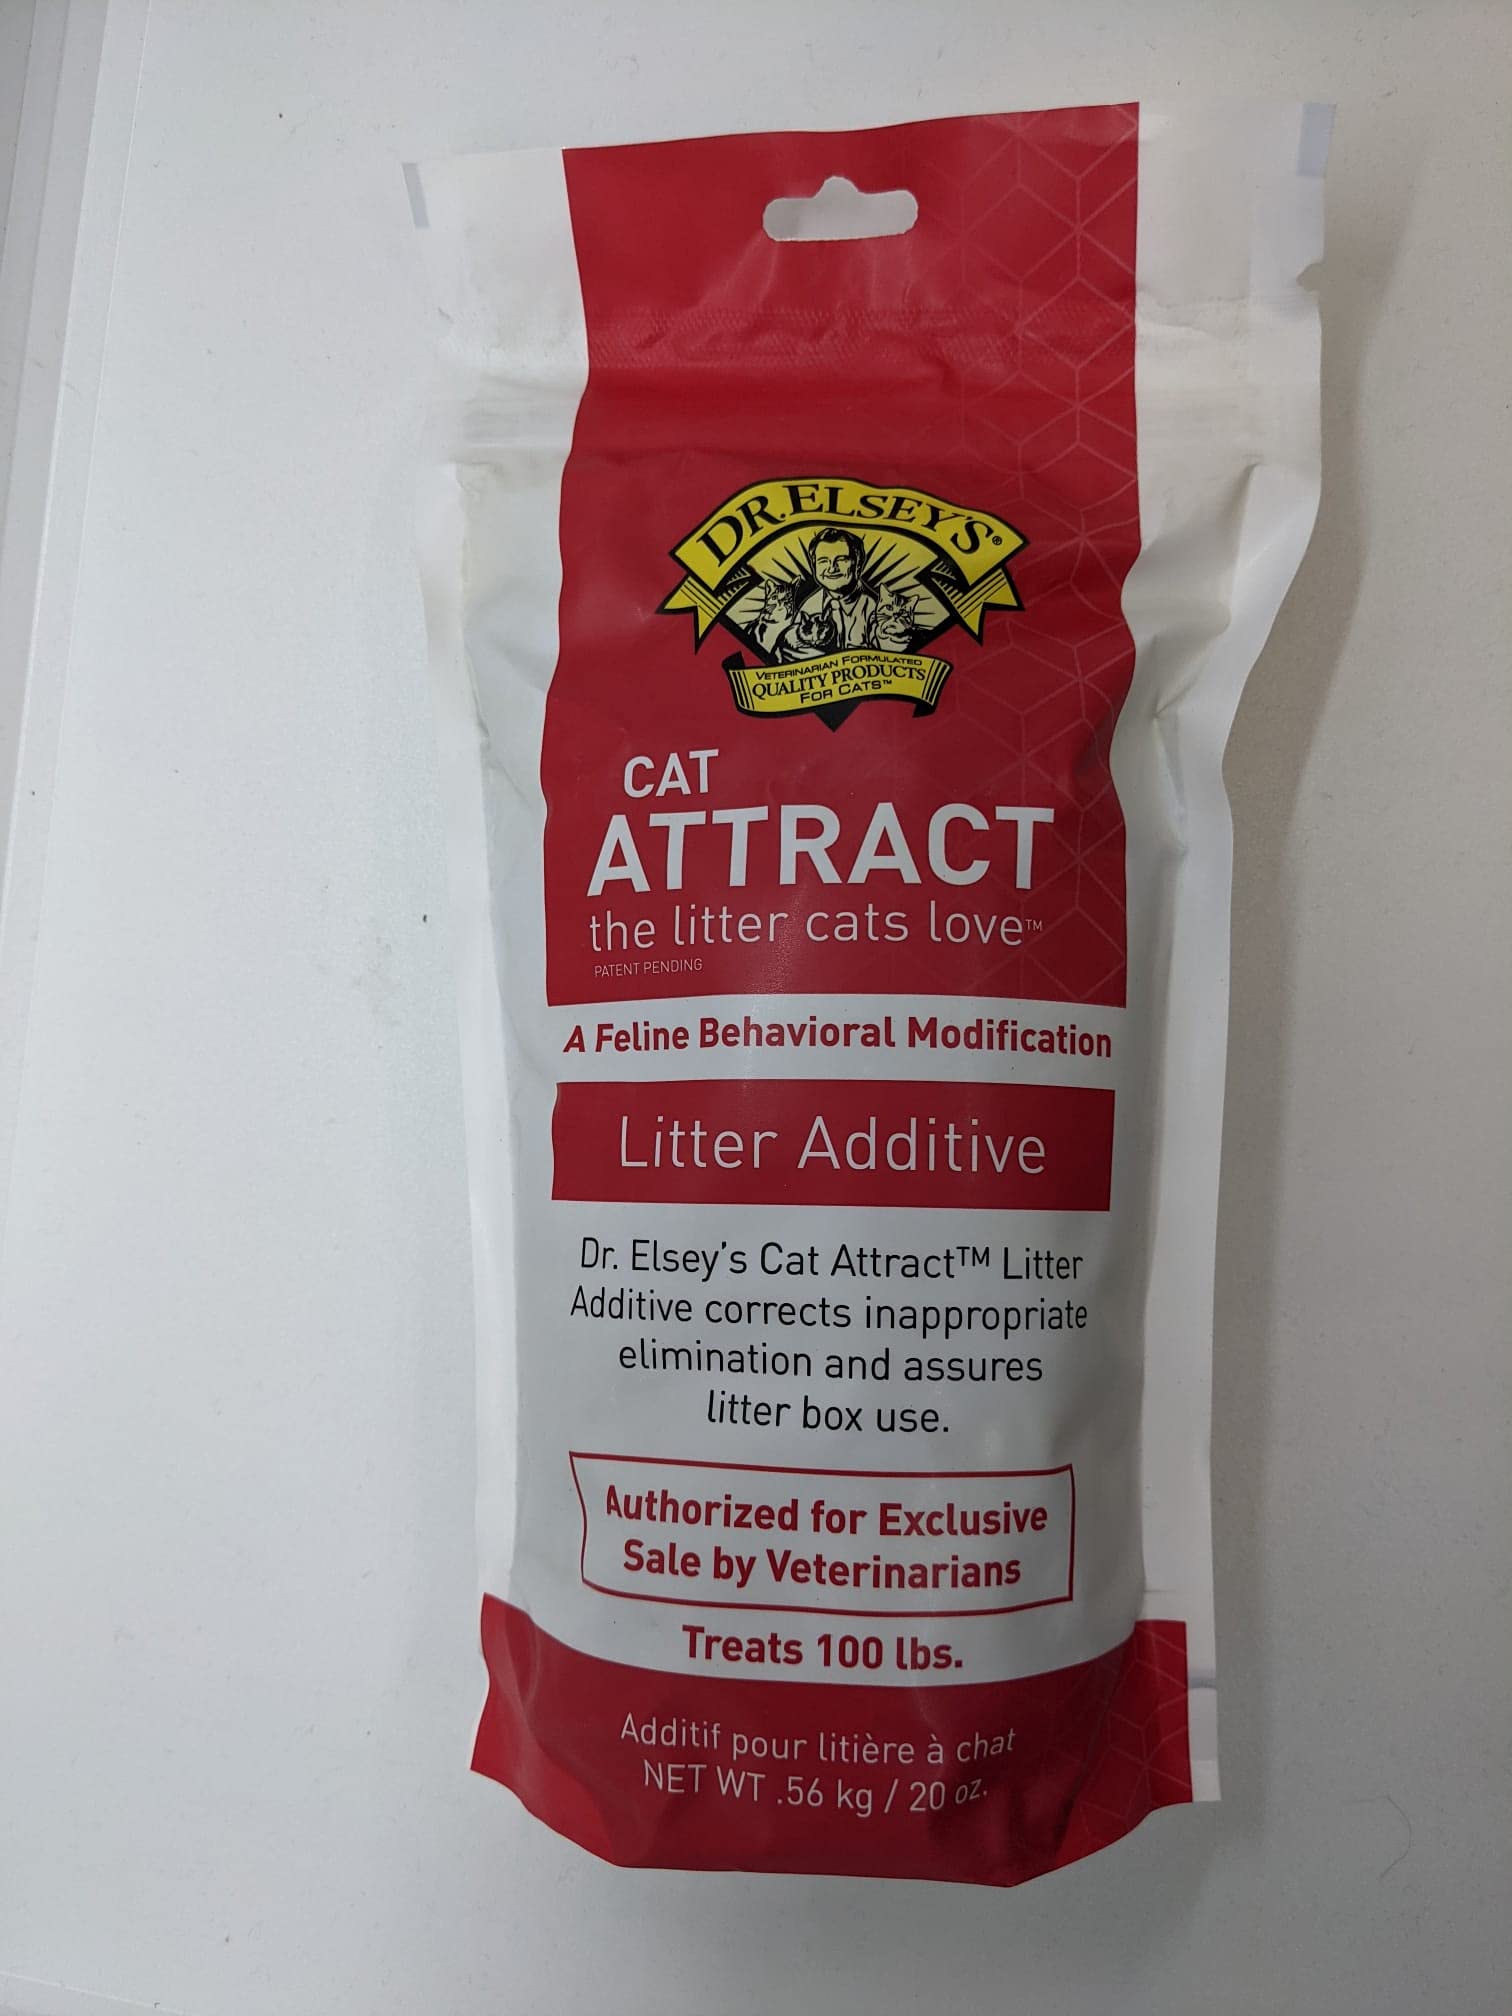 DR. ELSEY'S®
VETERINARIAN FORMULATED
QUALITY PRODUCTS
FOR CATS™
CAT
ATTRACT
the litter cats love™
PATENT PENDING
A Feline Behavioral Modification
Litter Additive
Dr. Elsey's Cat Attract™ Litter
Additive corrects inappropriate
elimination and assures
litter box use.
Authorized for Exclusive
Sale by Veterinarians
Treats 100 lbs.
Additif pour litière à chat
NET WT .56 kg / 20 oz.